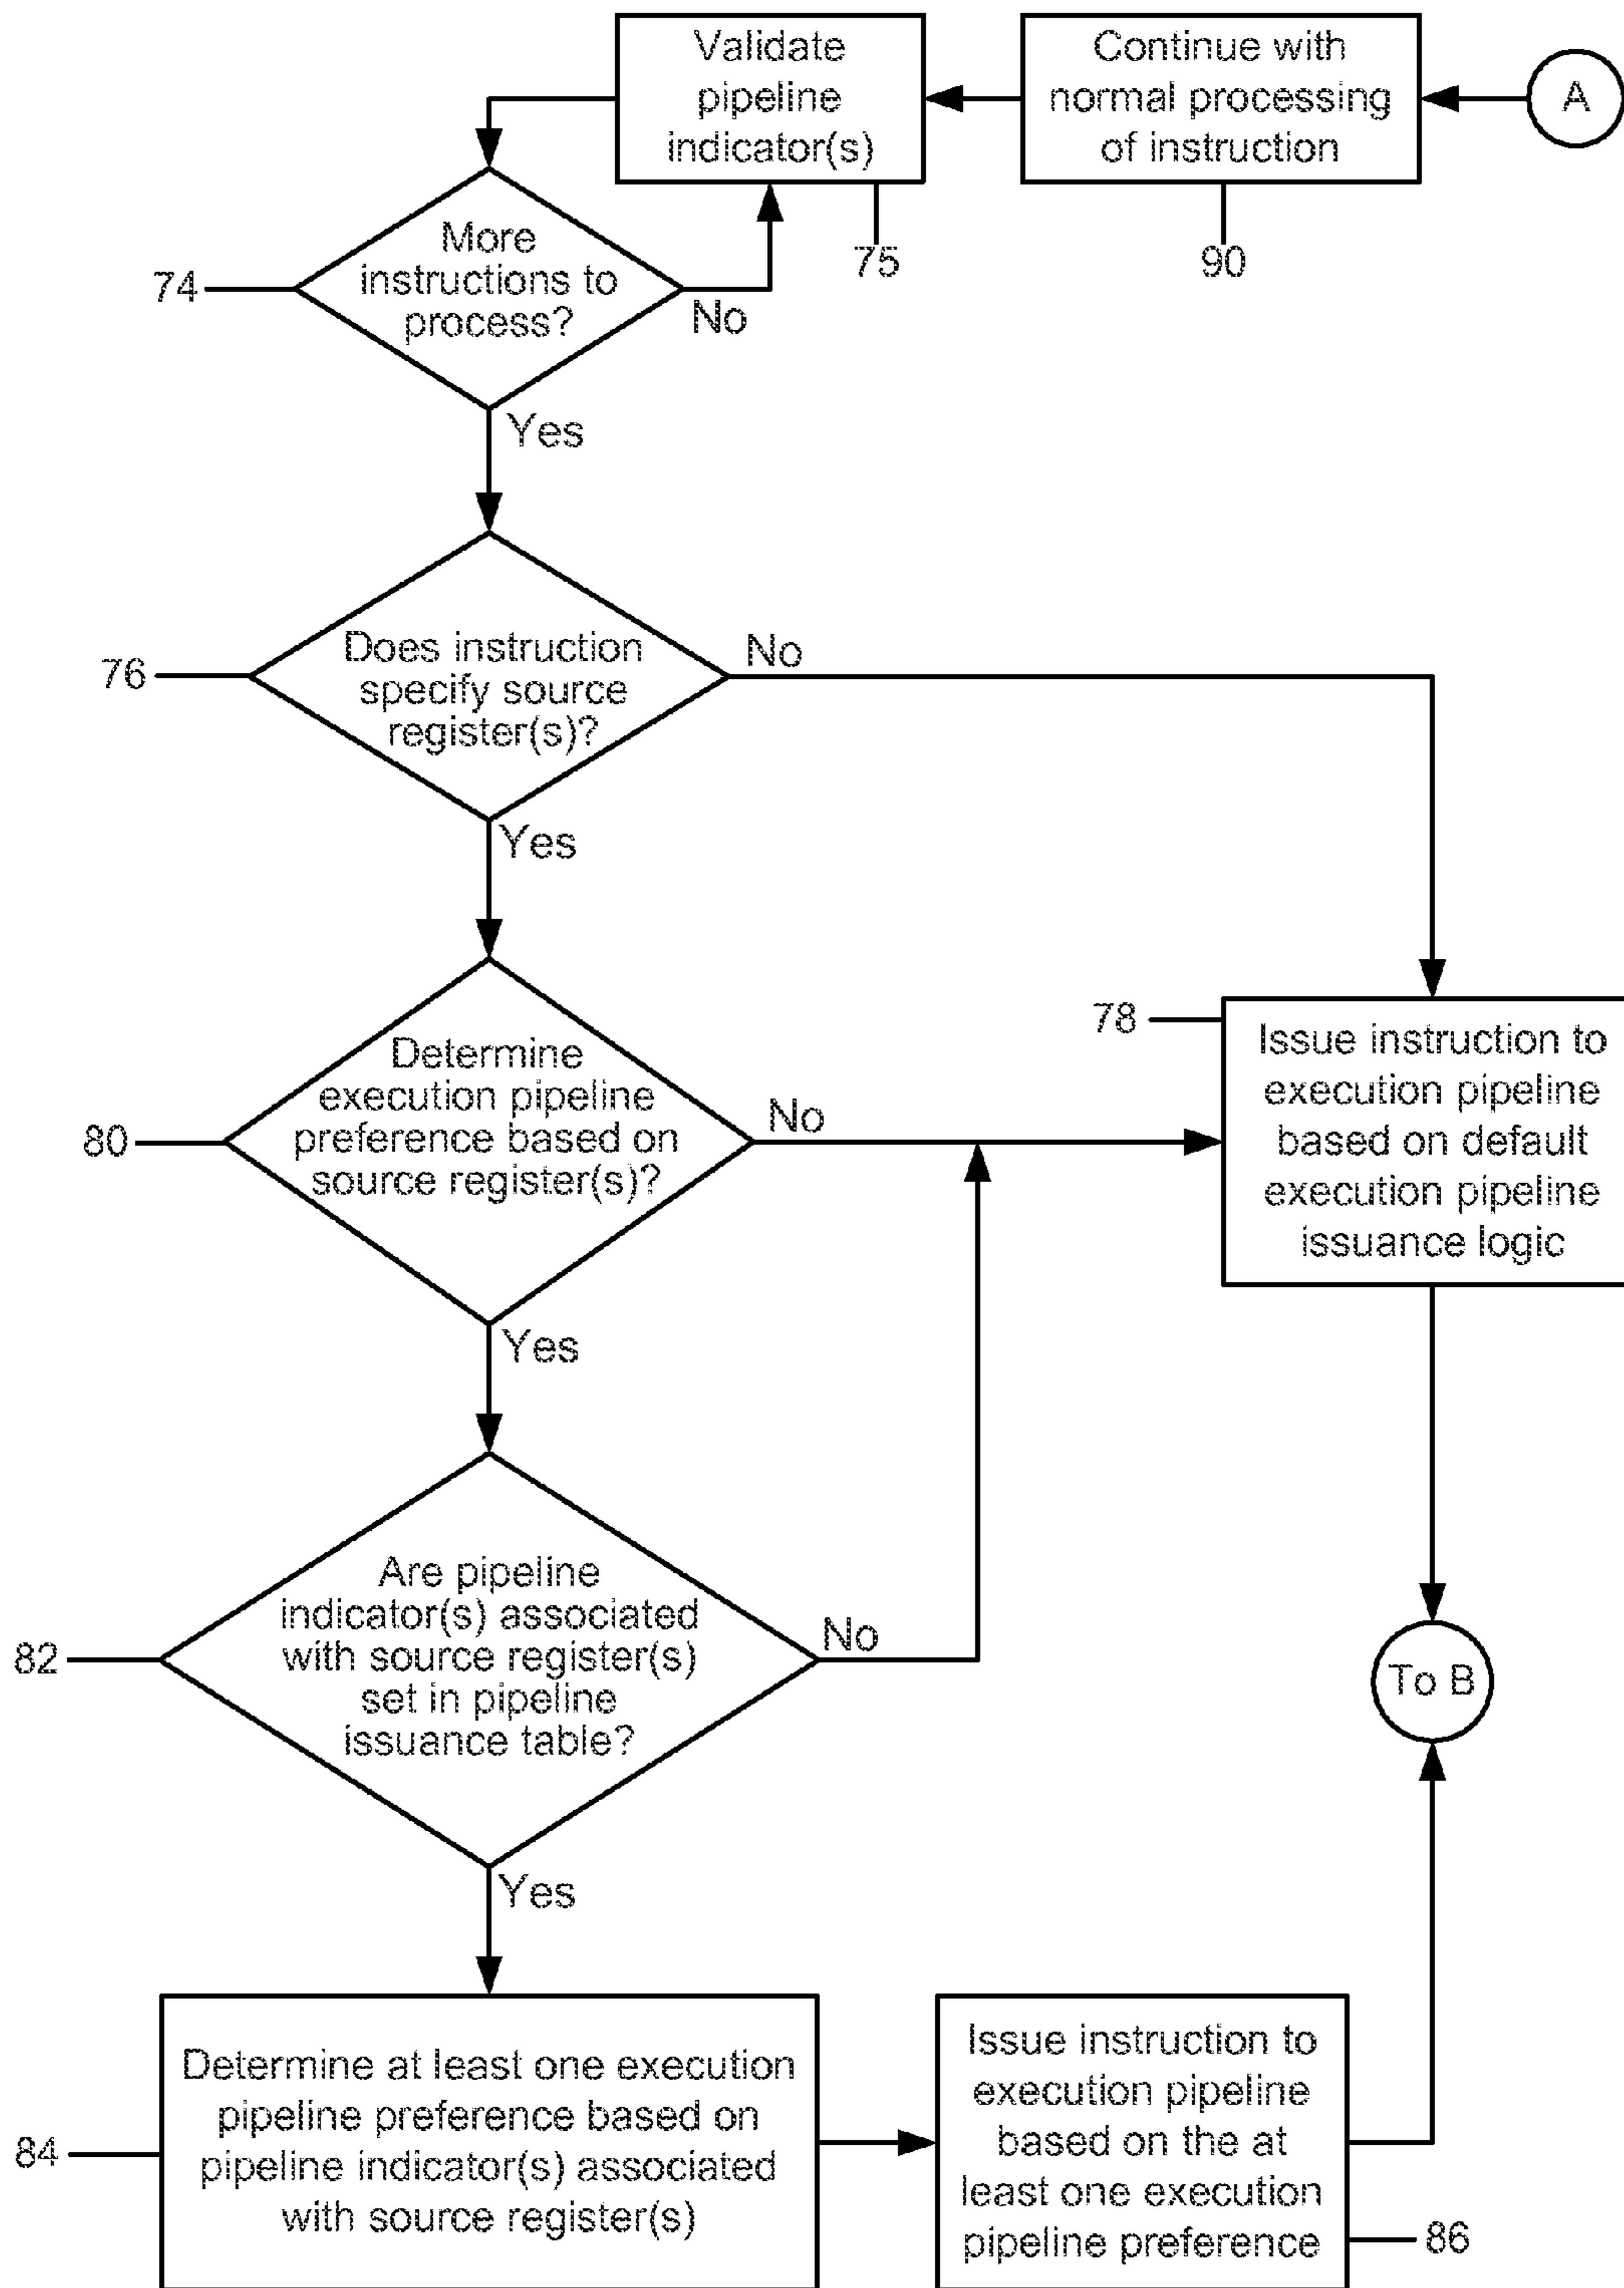 Validate
pipeline
indicator(s)
Continue with
normal processing
of instruction
A
75
90
More
instructions to
process?
74
No
Yes
Does instruction
specify source
register(s)?
76
No
Yes
Determine
execution pipeline
preference based on
source register(s)?
80
No
Yes
78
Issue instruction to
execution pipeline
based on default
execution pipeline
issuance logic
Are pipeline
indicator(s) associated
with source register(s)
set in pipeline
issuance table?
82
No
Yes
To B
Determine at least one execution
pipeline preference based on
pipeline indicator(s) associated
with source register(s)
84
Issue instruction to
execution pipeline
based on the at
least one execution
pipeline preference
86